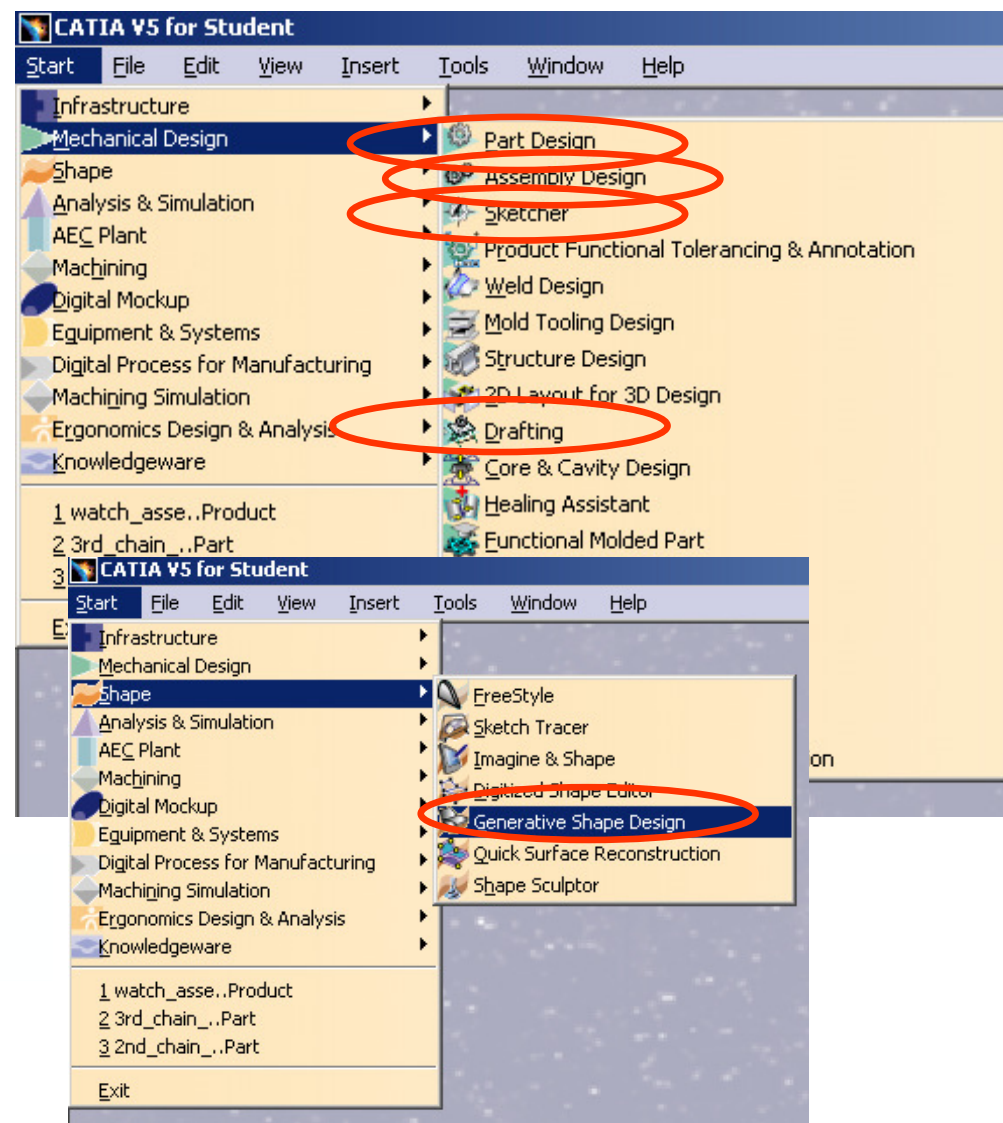 CATIA V5 for Student
Start File Edit View Insert Tools Window Help
Infrastructure
Mechanical Design
Shape
Analysis & Simulation
AEC Plant
Machining
Digital Mockup
Equipment & Systems
Digital Process for Manufacturing
Machining Simulation
Ergonomics Design & Analysis
Knowledgeware
1 watch_asse..Product
2 3rd_chain_..Part
3
Part Design
Assembly Design
Sketcher
Product Functional Tolerancing & Annotation
Weld Design
Mold Tooling Design
Structure Design
2D Layout for 3D Design
Drafting
Core & Cavity Design
Healing Assistant
Functional Molded Part
on
CATIA V5 for Student
Start File Edit View Insert Tools Window Help
Infrastructure
Mechanical Design
Shape
Analysis & Simulation
AEC Plant
Machining
Digital Mockup
Equipment & Systems
Digital Process for Manufacturing
Machining Simulation
Ergonomics Design & Analysis
Knowledgeware
1 watch_asse..Product
2 3rd_chain_..Part
3 2nd_chain_..Part
Exit
FreeStyle
Sketch Tracer
Imagine & Shape
Digitized Shape Editor
Generative Shape Design
Quick Surface Reconstruction
Shape Sculptor